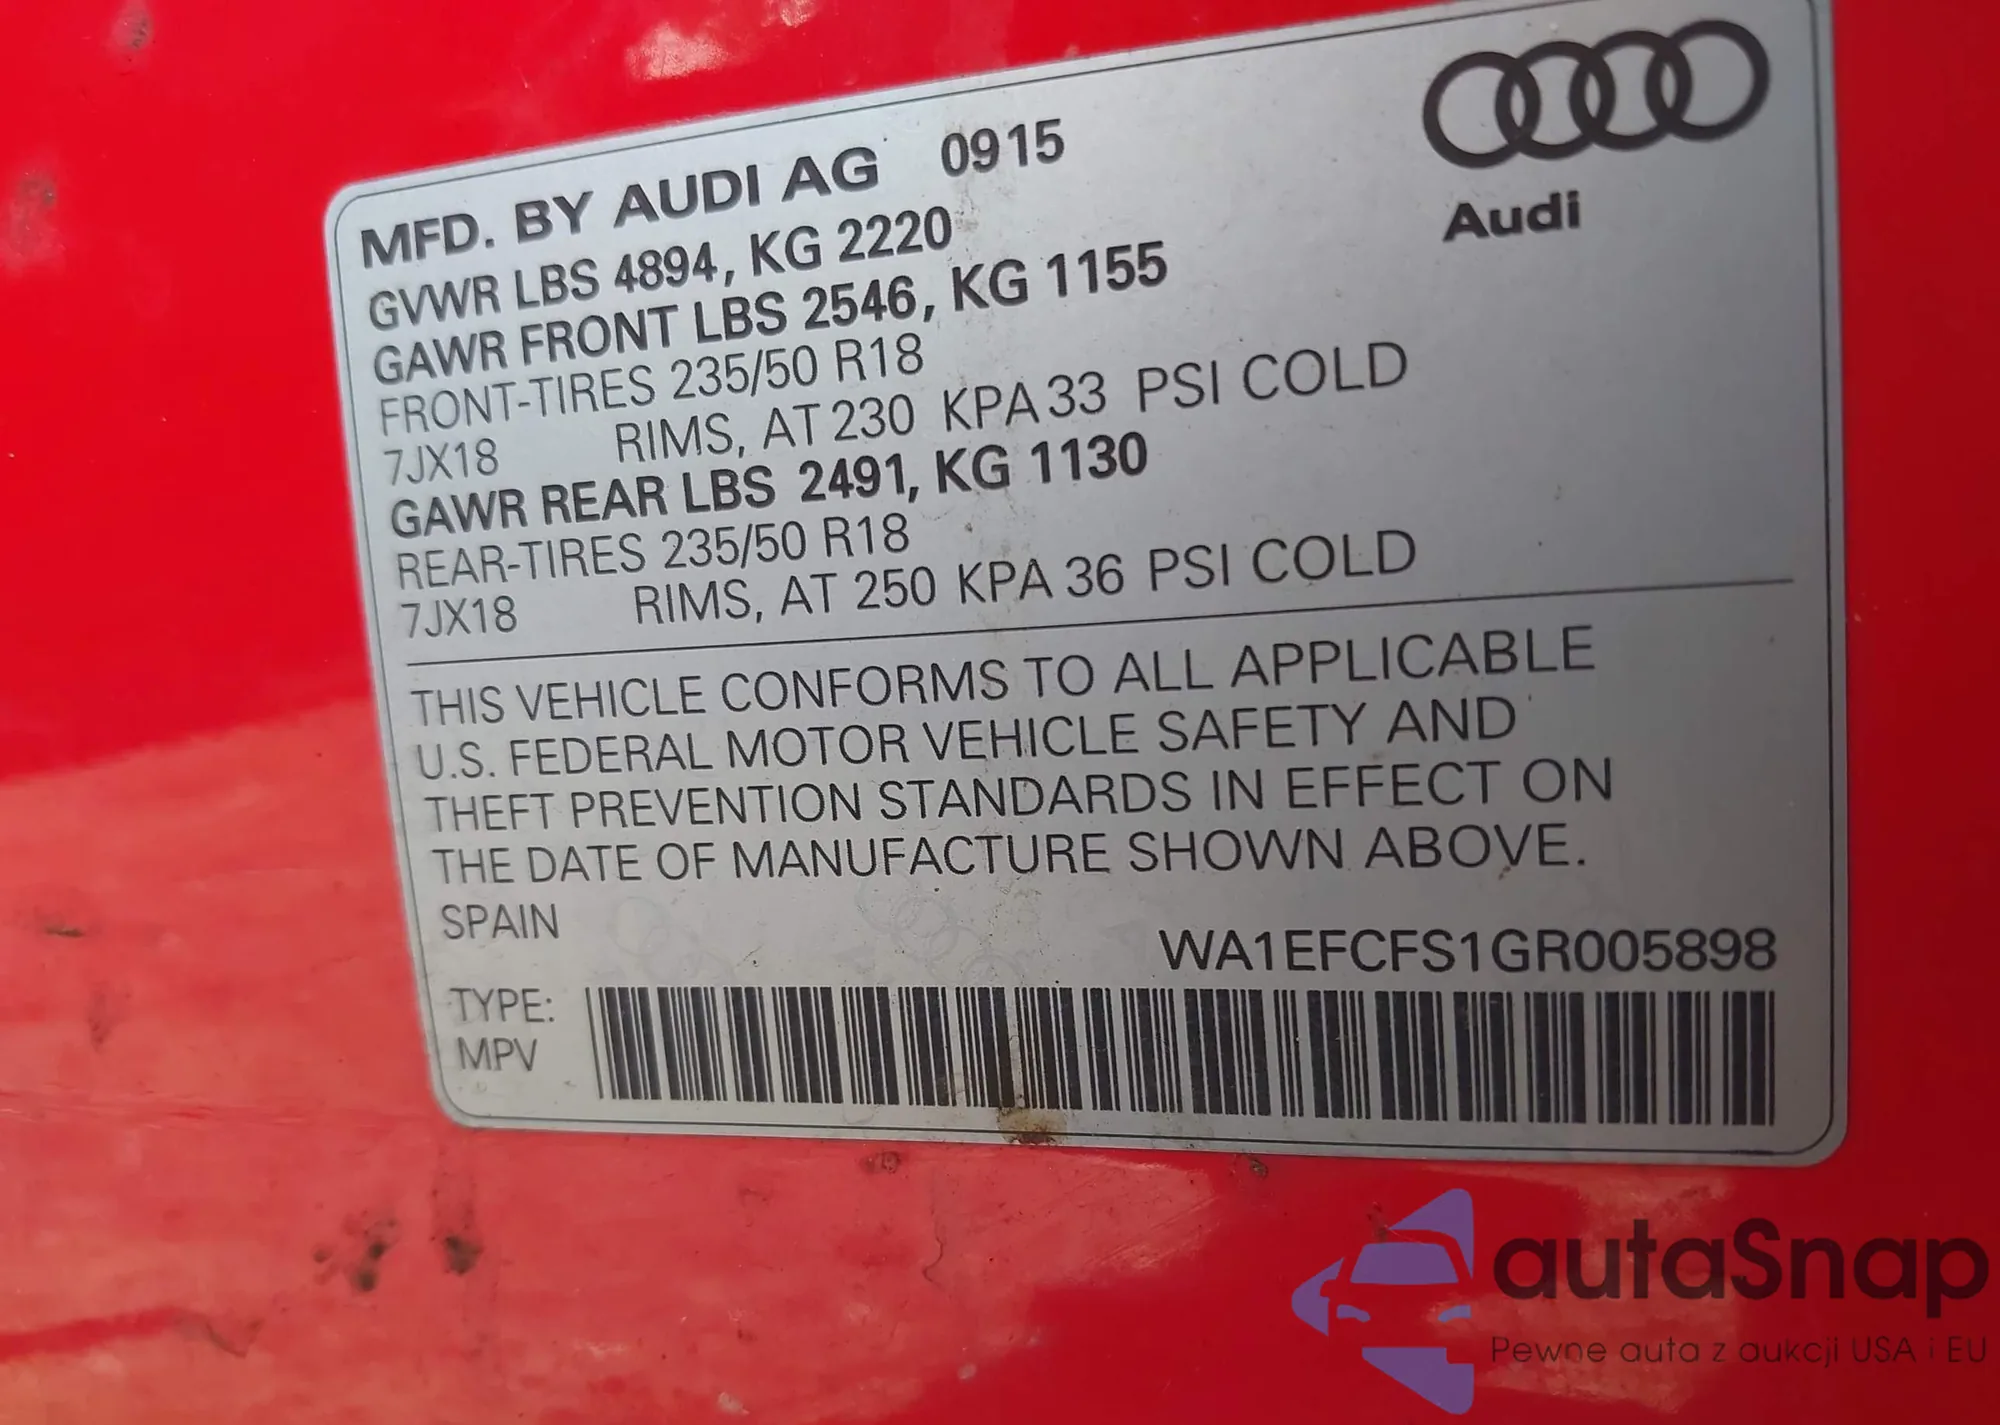 MFD. BY AUDI AG 0915
GVWR LBS 4894, KG 2220
GAWR FRONT LBS 2546, KG 1155
FRONT-TIRES 235/50 R18
7JX18 RIMS, AT 230 KPA 33 PSI COLD
GAWR REAR LBS 2491, KG 1130
REAR-TIRES 235/50 R18
7JX18 RIMS, AT 250 KPA 36 PSI COLD
Audi
THIS VEHICLE CONFORMS TO ALL APPLICABLE
U.S. FEDERAL MOTOR VEHICLE SAFETY AND
THEFT PREVENTION STANDARDS IN EFFECT ON
THE DATE OF MANUFACTURE SHOWN ABOVE.
SPAIN
WA1EFCFS1GR005898
TYPE:
MPV
autaSnap
Pewne auta z aukcji USA i EU